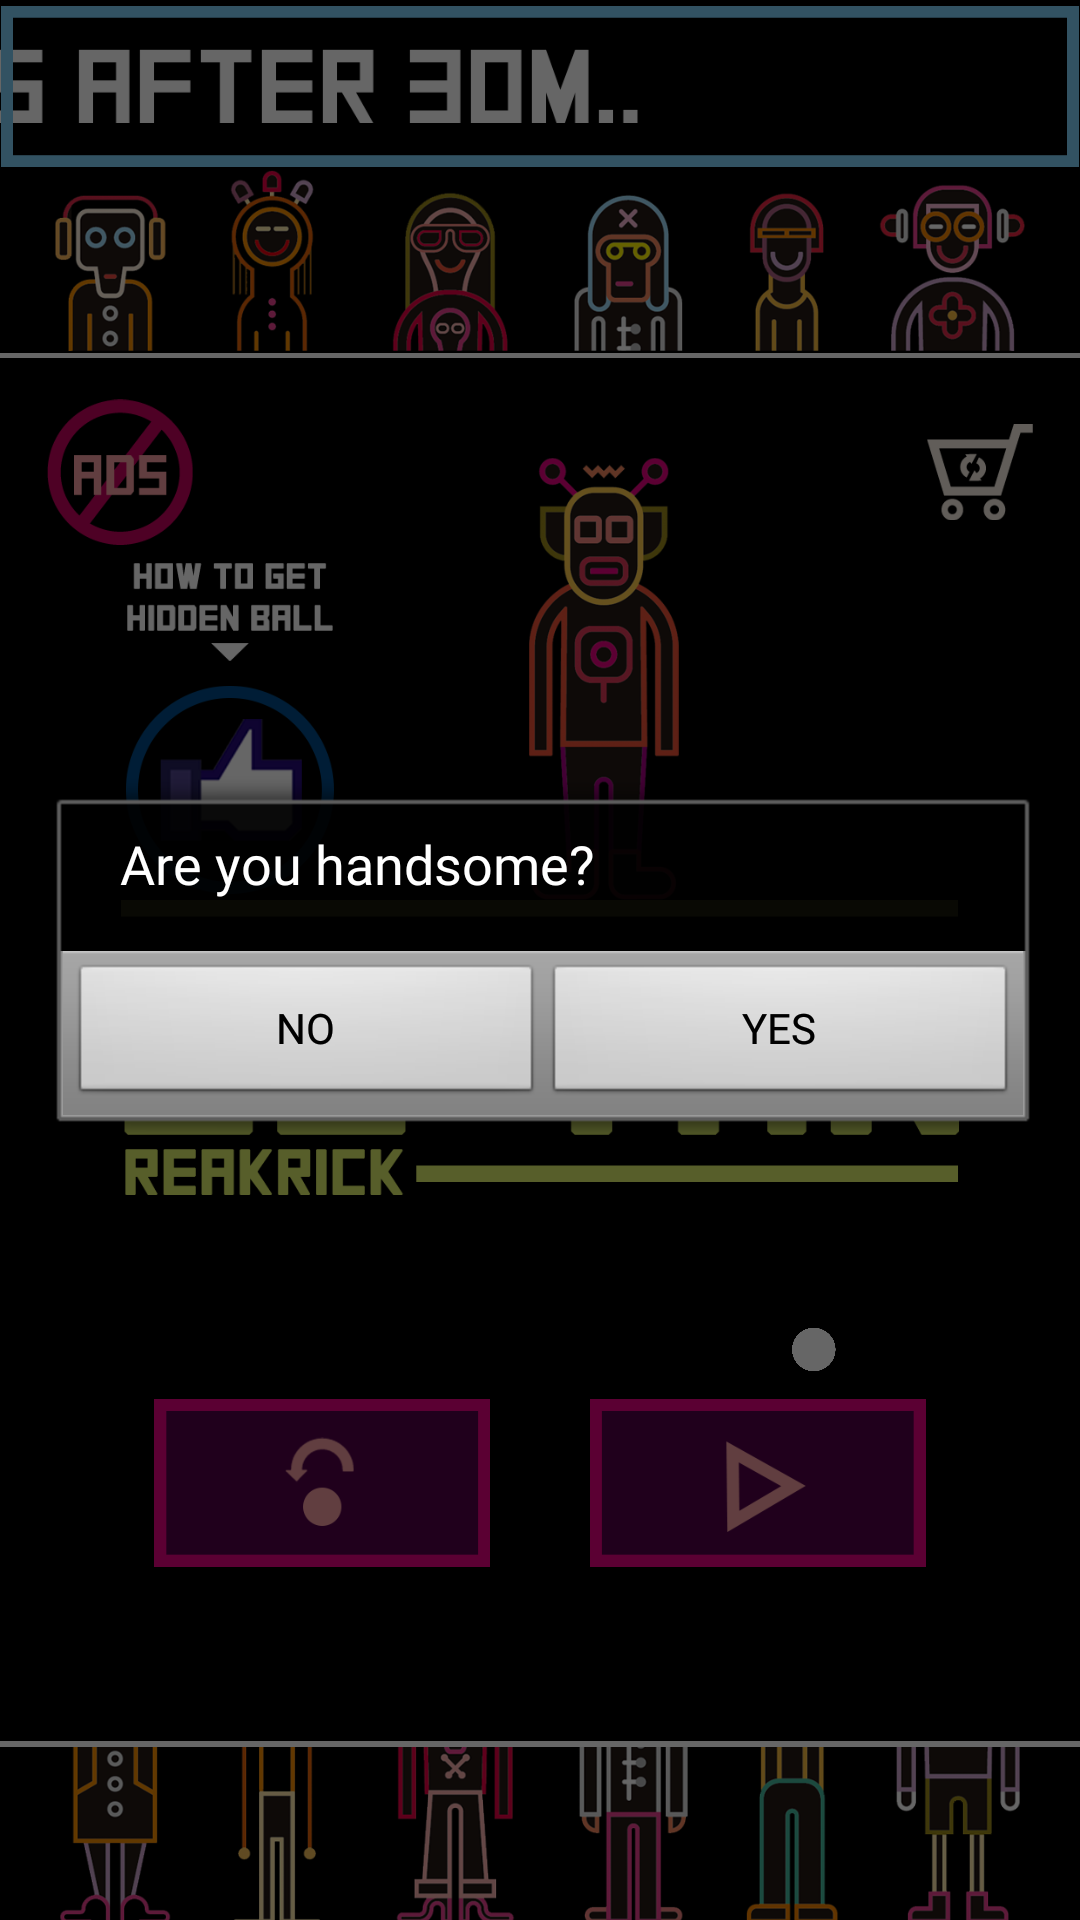 S AFTER 30M..
ADS
HOW TO GET
HIDDEN BALL
Are you handsome?
NO
YES
REAKRICK